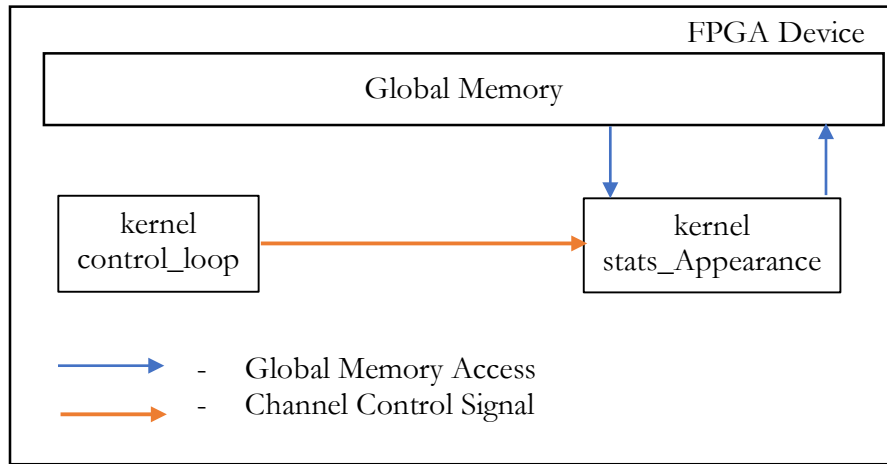 FPGA Device
Global Memory
kernel
control_loop
kernel
stats_Appearance
- Global Memory Access
- Channel Control Signal